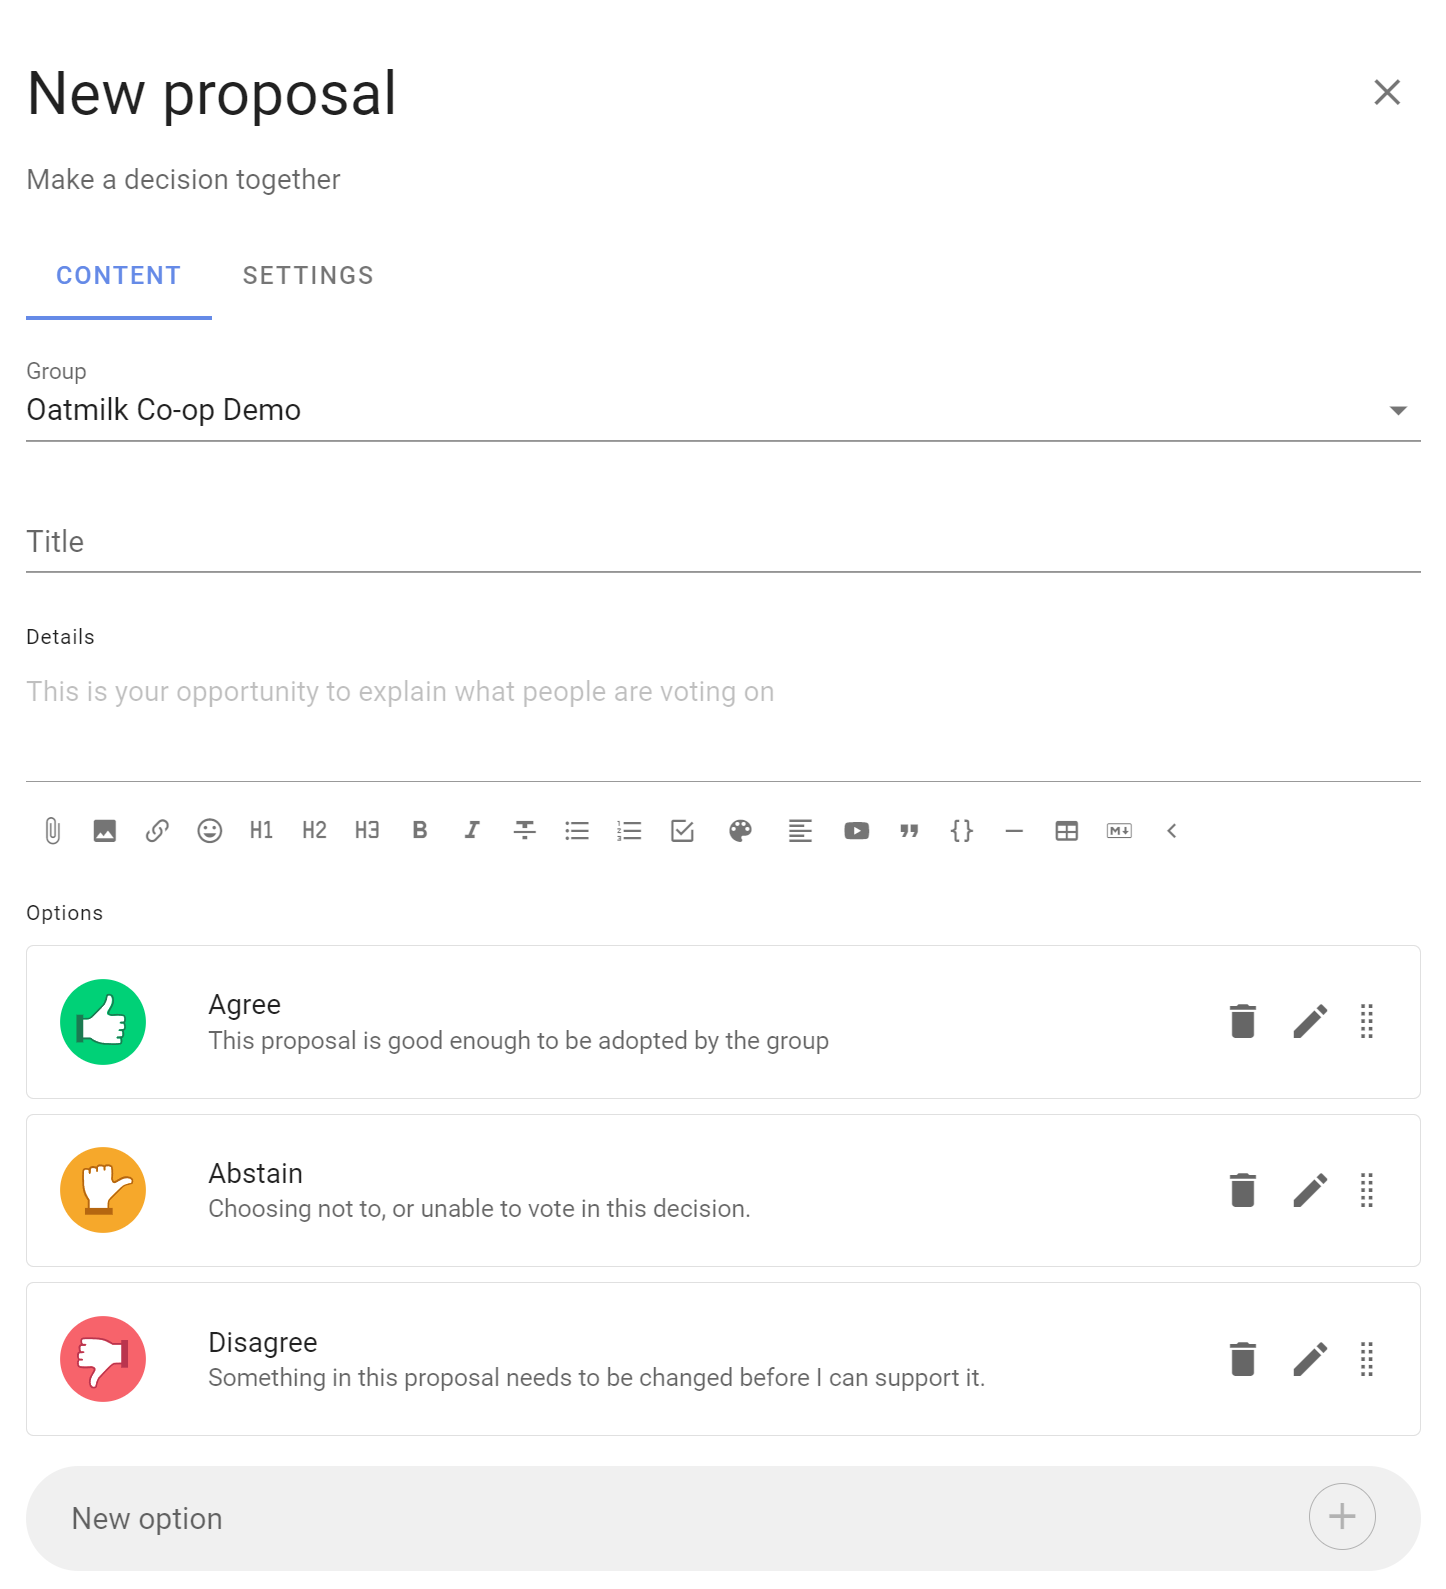 New proposal
Make a decision together
CONTENT SETTINGS
Group
Oatmilk Co-op Demo
Title
Details
This is your opportunity to explain what people are voting on
H1 H2 H3 B I T 1 2 3 M
Options
Agree
This proposal is good enough to be adopted by the group
Abstain
Choosing not to, or unable to vote in this decision.
Disagree
Something in this proposal needs to be changed before I can support it.
New option